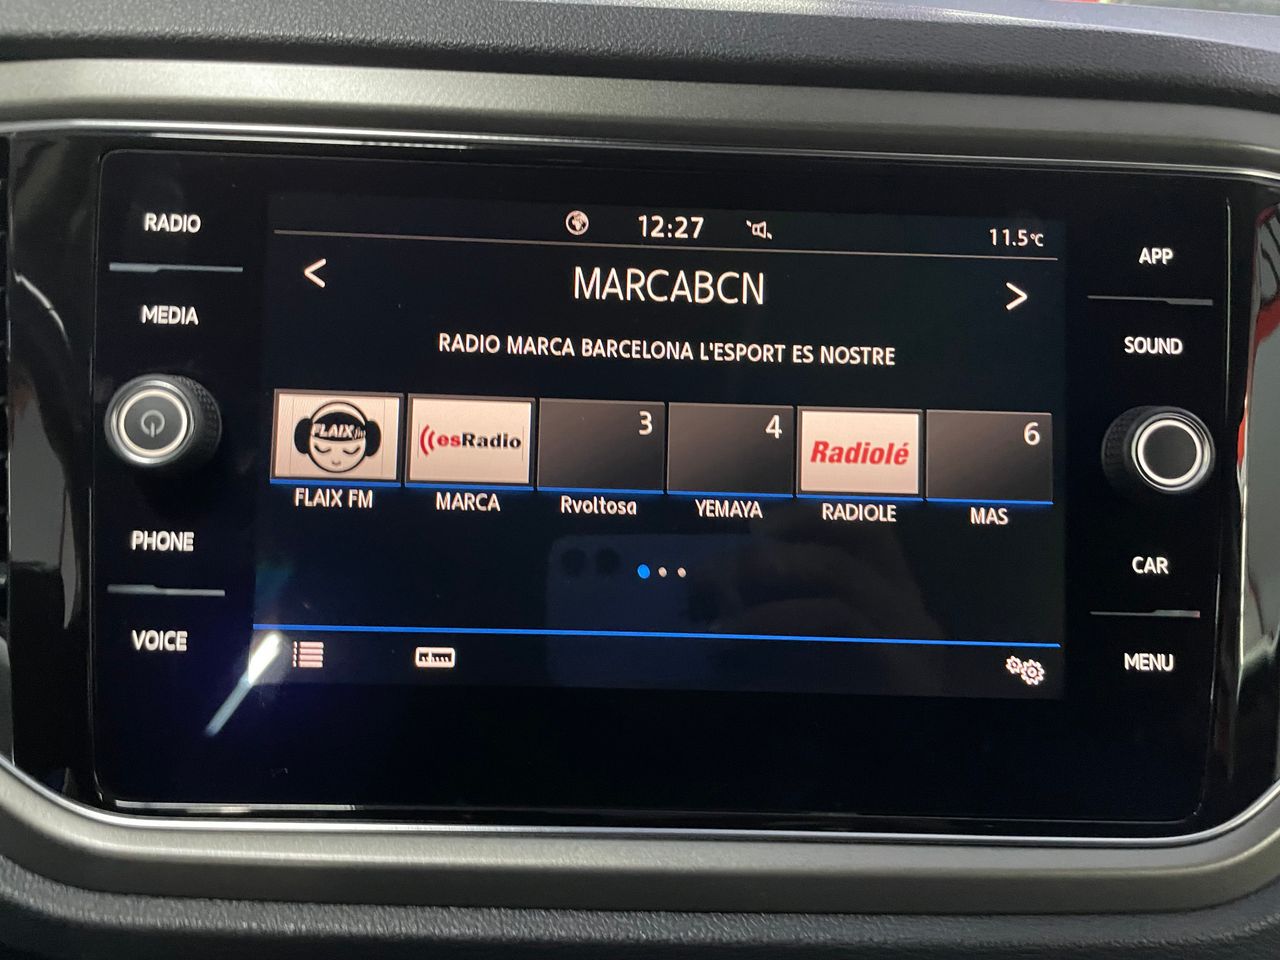 RADIO
MEDIA
PHONE
VOICE
12:27
11.5°C
< MARCABCN >
RADIO MARCA BARCELONA L'ESPORT ES NOSTRE
FLAIX fm
((esRadio
3
4
Radiolé
6
FLAIX FM
MARCA
Rvoltosa
YEMAYA
RADIOLE
MAS
APP
SOUND
CAR
MENU